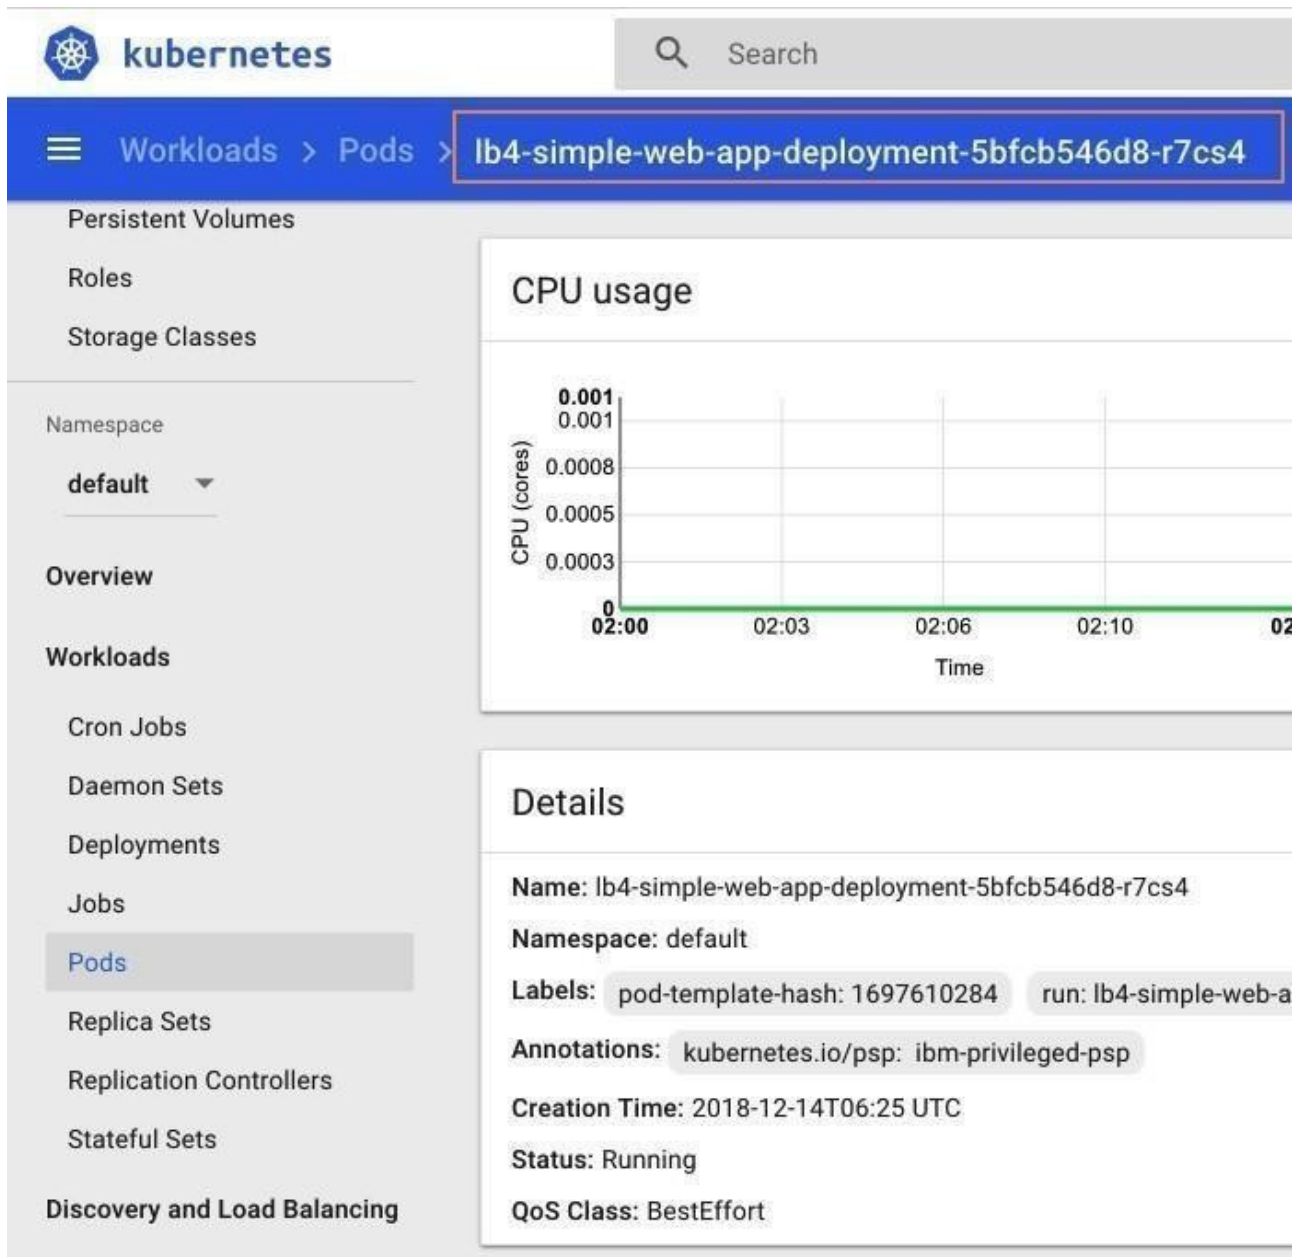 kubernetes
Search
Workloads > Pods > lb4-simple-web-app-deployment-5bfcb546d8-r7cs4
Persistent Volumes
Roles
Storage Classes
Namespace
default
Overview
Workloads
Cron Jobs
Daemon Sets
Deployments
Jobs
Pods
Replica Sets
Replication Controllers
Stateful Sets
Discovery and Load Balancing
CPU usage
CPU (cores)
0.001
0.001
0.0008
0.0005
0.0003
0
02:00 02:03 02:06 02:10 02
Time
Details
Name: lb4-simple-web-app-deployment-5bfcb546d8-r7cs4
Namespace: default
Labels: pod-template-hash: 1697610284 run: lb4-simple-web-a
Annotations: kubernetes.io/psp: ibm-privileged-psp
Creation Time: 2018-12-14T06:25 UTC
Status: Running
QoS Class: BestEffort